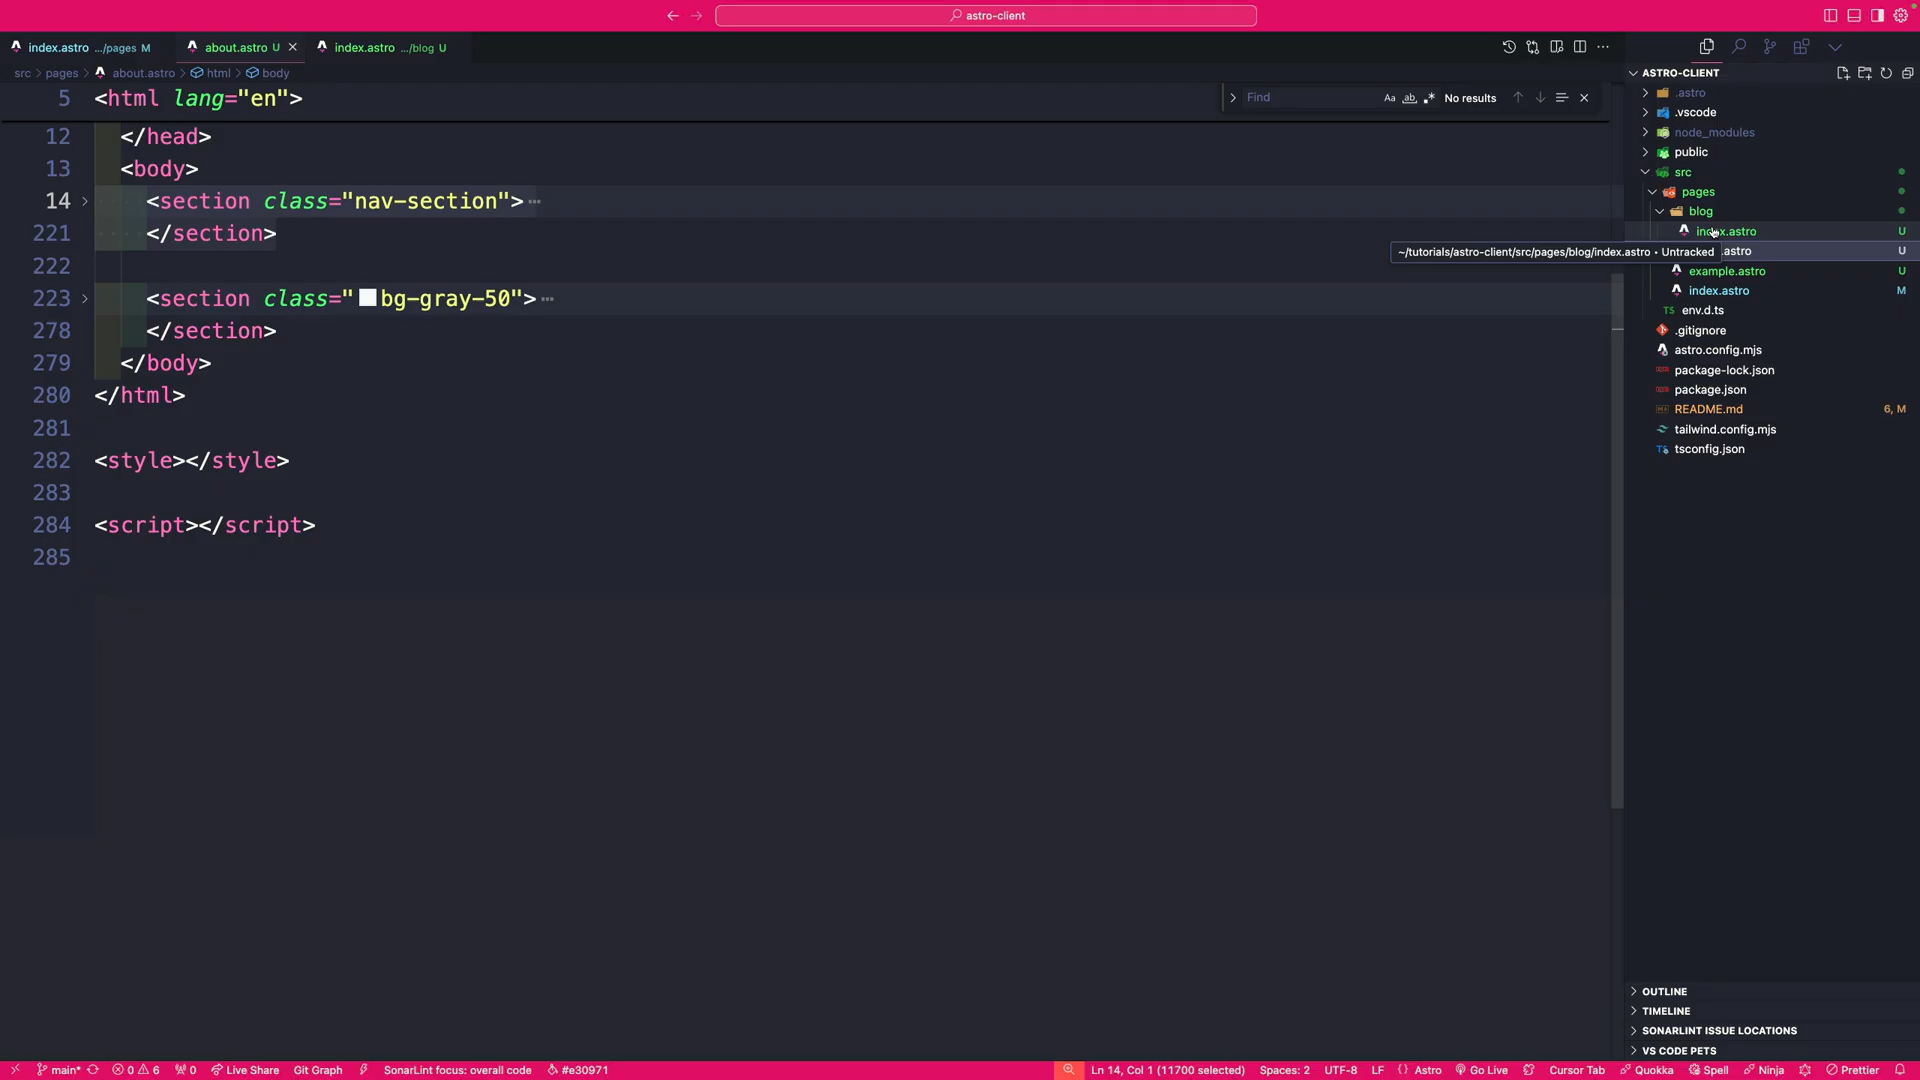 astro-client
index.astro .../pages M
about.astro U
index.astro .../blog U
src > pages > about.astro > html > body
5 <html lang="en">
12 </head>
13 <body>
14 <section class="nav-section">
221 </section>
222
223 <section class="bg-gray-50">
278 </section>
279 </body>
280 </html>
281
282 <style></style>
283
284 <script></script>
285
Find
Aa ab No results
ASTRO-CLIENT
.astro
.vscode
node_modules
public
src
pages
blog
index.astro U
~/tutorials/astro-client/src/pages/blog/index.astro • Untracked
.astro U
example.astro U
index.astro M
TS env.d.ts
.gitignore
astro.config.mjs
package-lock.json
package.json
README.md 6, M
tailwind.config.mjs
tsconfig.json
OUTLINE
TIMELINE
SONARLINT ISSUE LOCATIONS
VS CODE PETS
main* 0 6 0 Live Share Git Graph SonarLint focus: overall code #e30971 Ln 14, Col 1 (11700 selected) Spaces: 2 UTF-8 LF {} Astro Go Live Cursor Tab Quokka Spell Ninja Prettier